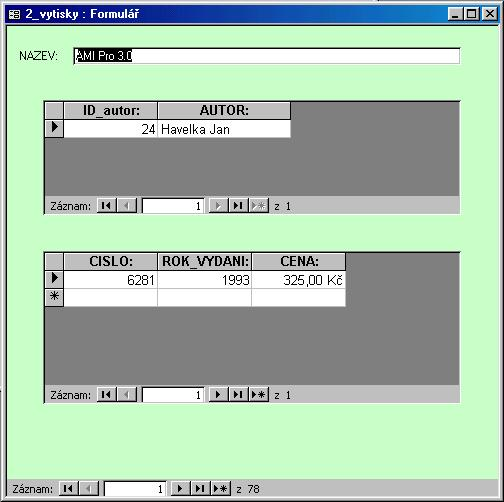 2_vytisky : Formulář
NAZEV: AMI Pro 3.0
ID_autor: AUTOR:
24 Havelka Jan
Záznam: 1 z 1
CISLO: ROK_VYDANI: CENA:
6281 1993 325,00 Kč
Záznam: 1 z 1
Záznam: 1 z 78